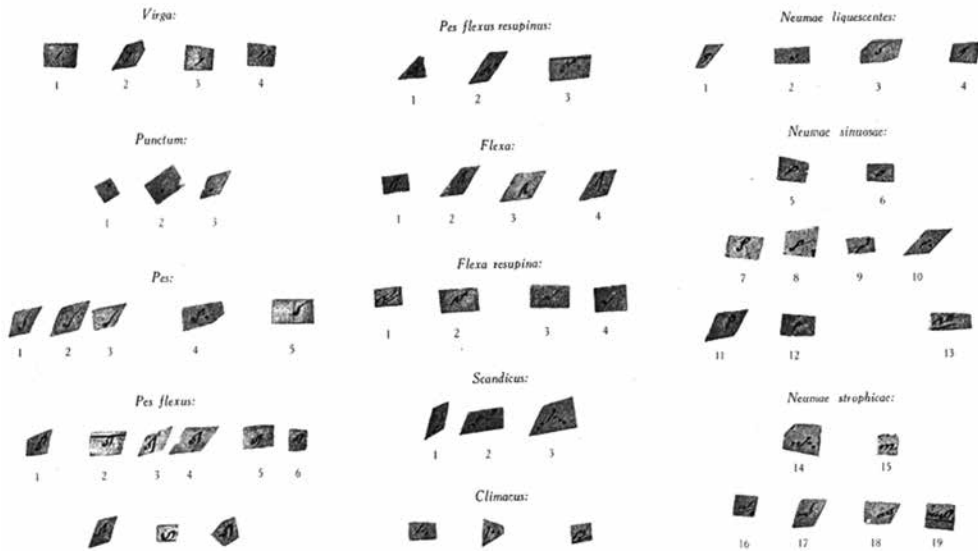 Virga:
1 2 3 4
Punctum:
1 2 3
Pes:
1 2 3 4 5
Pes flexus:
1 2 3 4 5 6
Pes flexus resupinus:
1 2 3
Flexa:
1 2 3 4
Flexa resupina:
1 2 3 4
Scandicus:
1 2 3
Climacus:
Neumae liquescentes:
1 2 3 4
Neumae sinuosae:
5 6
7 8 9 10
11 12 13
Neumae strophicae:
14 15
16 17 18 19